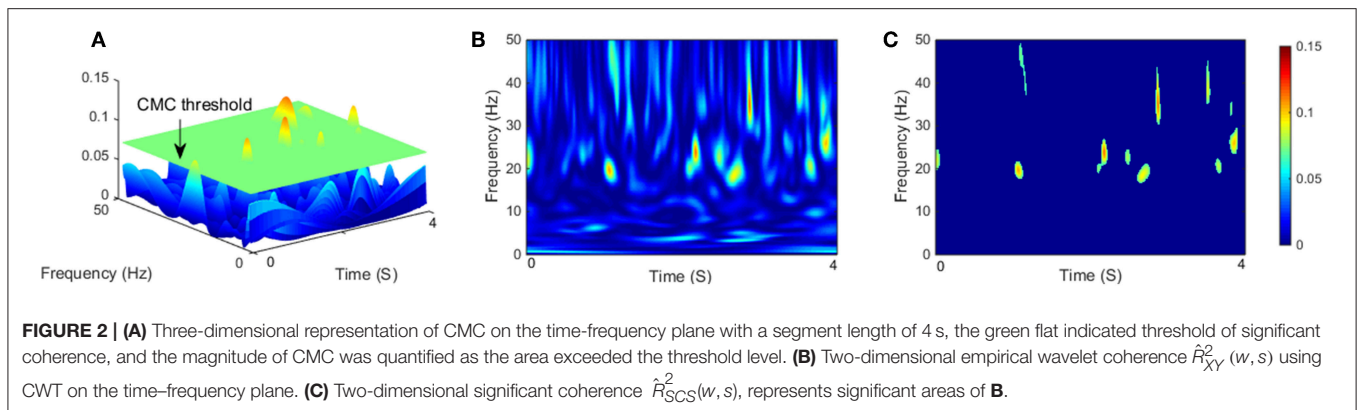 A
0.15
CMC threshold
0.1
0.05
0
50
Frequency (Hz)
0
0
Time (S)
4
B
50
40
30
20
10
0
Frequency (Hz)
0
Time (S)
4
C
50
40
30
20
10
0
Frequency (Hz)
0
Time (S)
4
0.15
0.1
0.05
0
FIGURE 2 | (A) Three-dimensional representation of CMC on the time-frequency plane with a segment length of 4 s, the green flat indicated threshold of significant
coherence, and the magnitude of CMC was quantified as the area exceeded the threshold level. (B) Two-dimensional empirical wavelet coherence R̂²XY (w, s) using
CWT on the time–frequency plane. (C) Two-dimensional significant coherence R̂²SCS(w, s), represents significant areas of B.